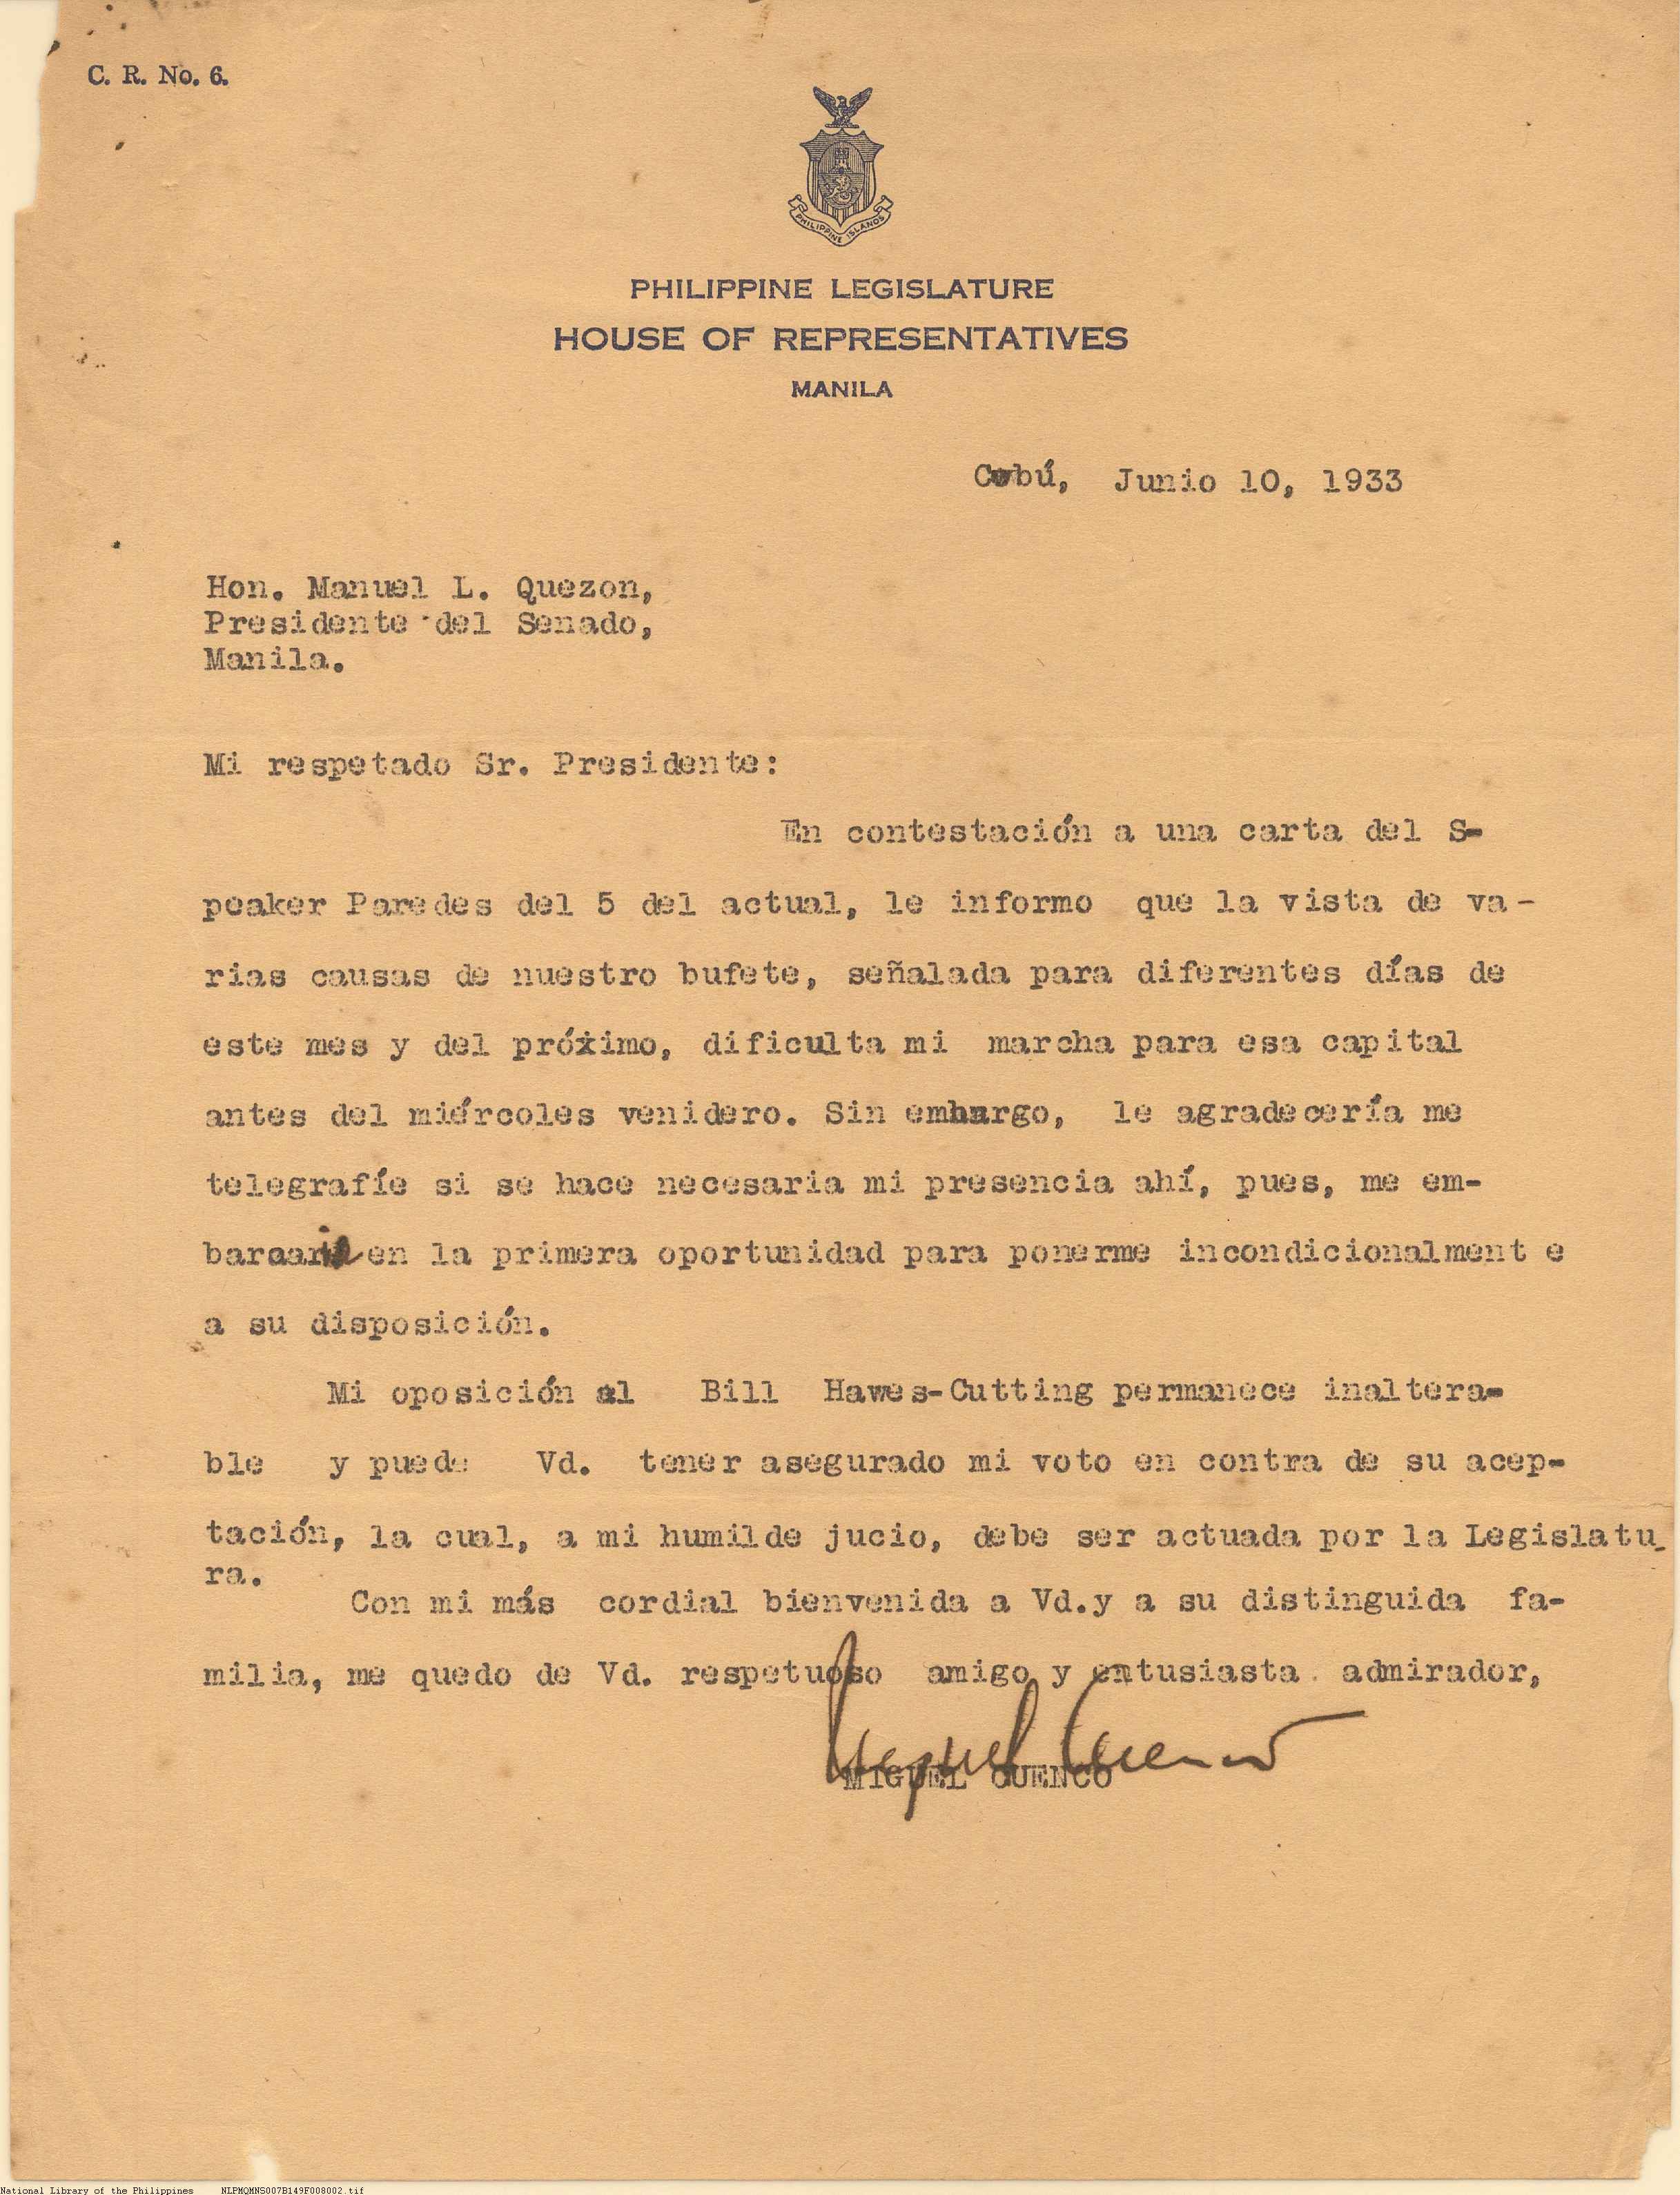 C. R. No. 6.
PHILIPPINE ISLANDS
PHILIPPINE LEGISLATURE
HOUSE OF REPRESENTATIVES
MANILA
Cebú, Junio 10, 1933
Hon. Manuel L. Quezon,
Presidente del Senado,
Manila.
Mi respetado Sr. Presidente:
En contestación a una carta del S-
peaker Paredes del 5 del actual, le informo que la vista de va-
rias causas de nuestro bufete, señalada para diferentes días de
este mes y del próximo, dificulta mi marcha para esa capital
antes del miércoles venidero. Sin embargo, le agradecería me
telegrafíe si se hace necesaria mi presencia ahí, pues, me em-
barcaré en la primera oportunidad para ponerme incondicionalmente
a su disposición.
Mi oposición al Bill Hawes-Cutting permanece inaltera-
ble y puede Vd. tener asegurado mi voto en contra de su acep-
tación, la cual, a mi humilde jucio, debe ser actuada por la Legislatu_
ra.
Con mi más cordial bienvenida a Vd.y a su distinguida fa-
milia, me quedo de Vd. respetuoso amigo y entusiasta admirador,
Miguel Cuenco
MIGUEL CUENCO
National Library of the Philippines NLPMQMNS007B149F008002.tif